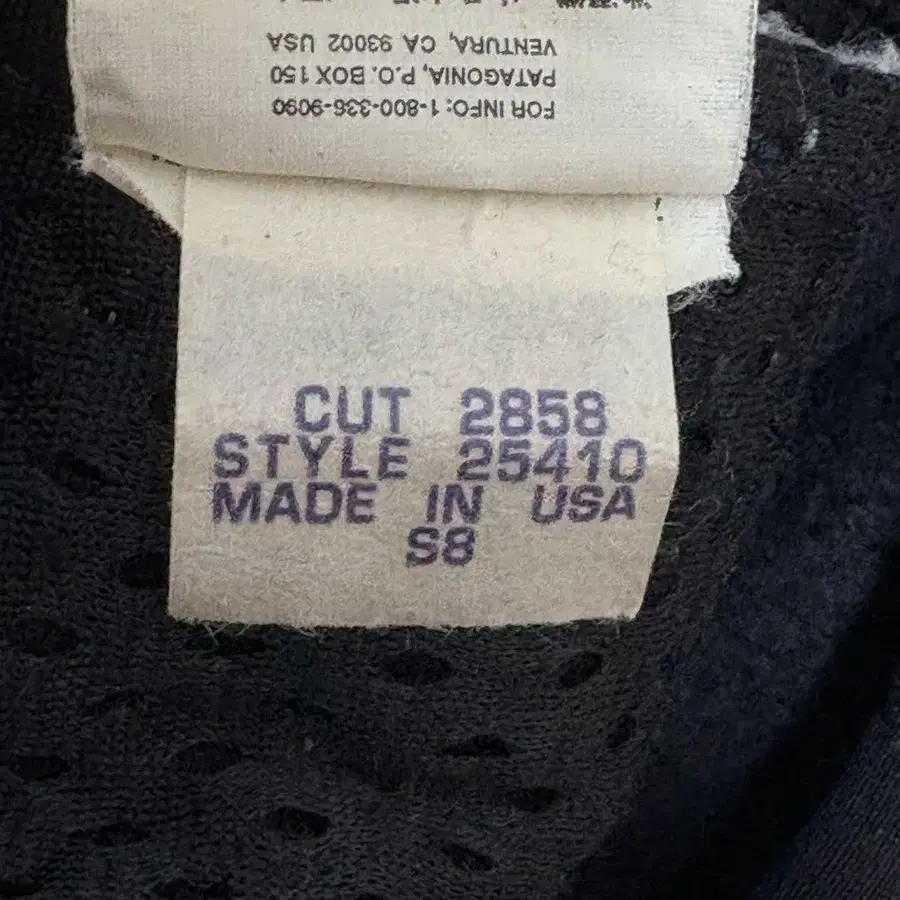 FOR INFO: 1-800-336-9090
PATAGONIA, P.O. BOX 150
VENTURA, CA 93002 USA
CUT 2858
STYLE 25410
MADE IN USA
S8